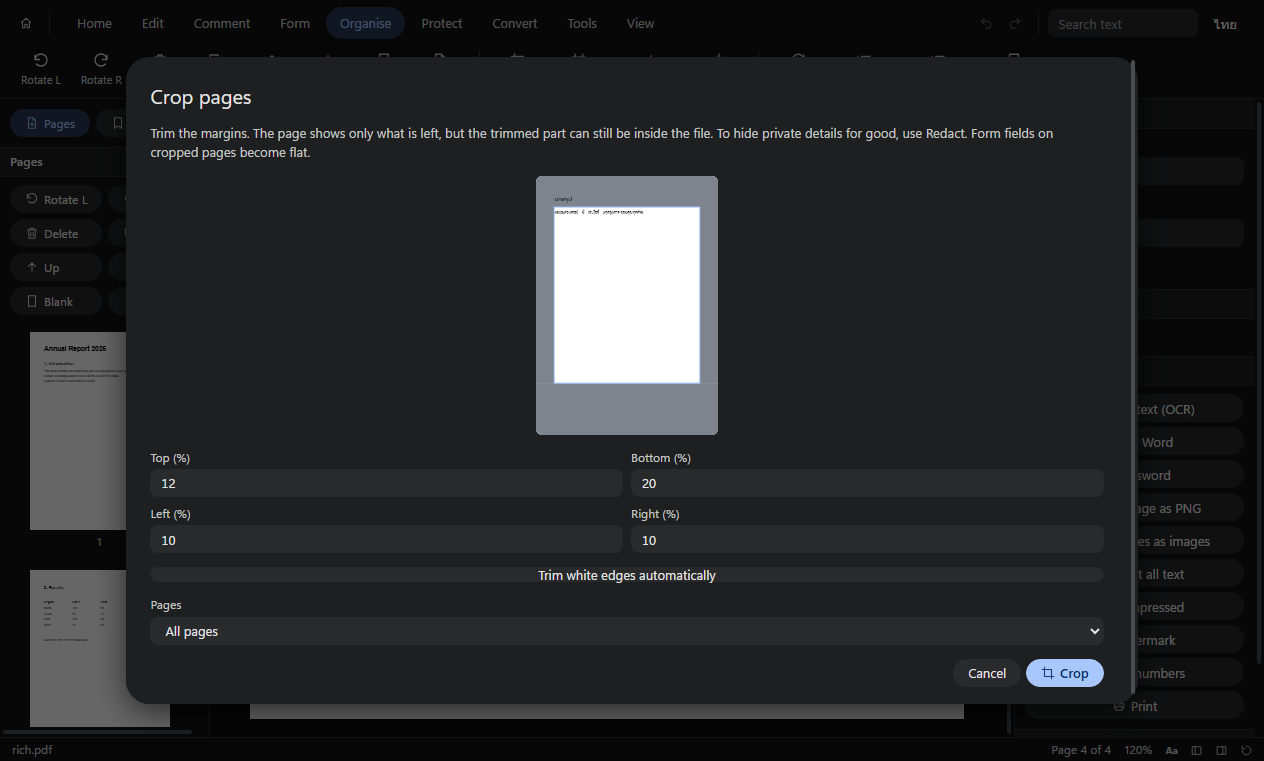 Home Edit Comment Form Organise Protect Convert Tools View Search text ไทย
Rotate L Rotate R
Pages
Pages
Rotate L
Delete
Up
Blank
Annual Report 2026
1
Crop pages
Trim the margins. The page shows only what is left, but the trimmed part can still be inside the file. To hide private details for good, use Redact. Form fields on
cropped pages become flat.
Top (%) Bottom (%)
12 20
Left (%) Right (%)
10 10
Trim white edges automatically
Pages
All pages
Cancel Crop
text (OCR)
Word
sword
age as PNG
es as images
t all text
pressed
ermark
numbers
Print
rich.pdf Page 4 of 4 120% Aa